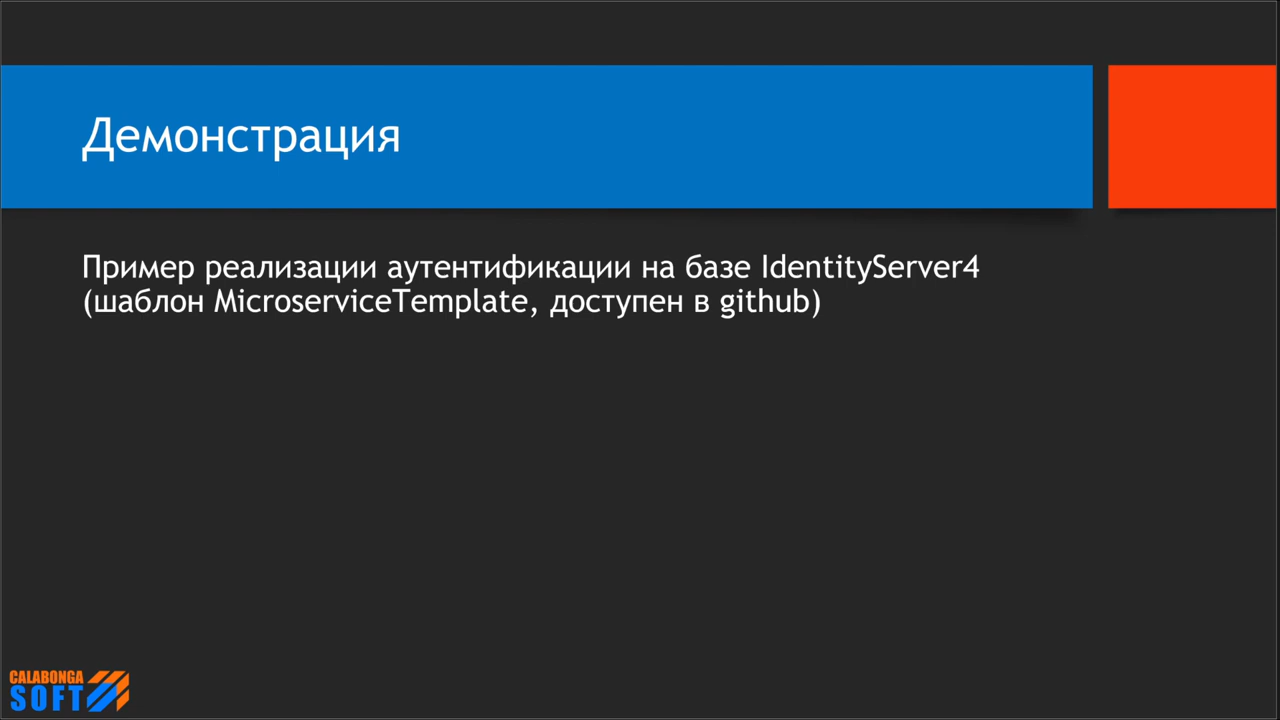 Демонстрация
Пример реализации аутентификации на базе IdentityServer4
(шаблон MicroserviceTemplate, доступен в github)
CALABONGA
SOFT